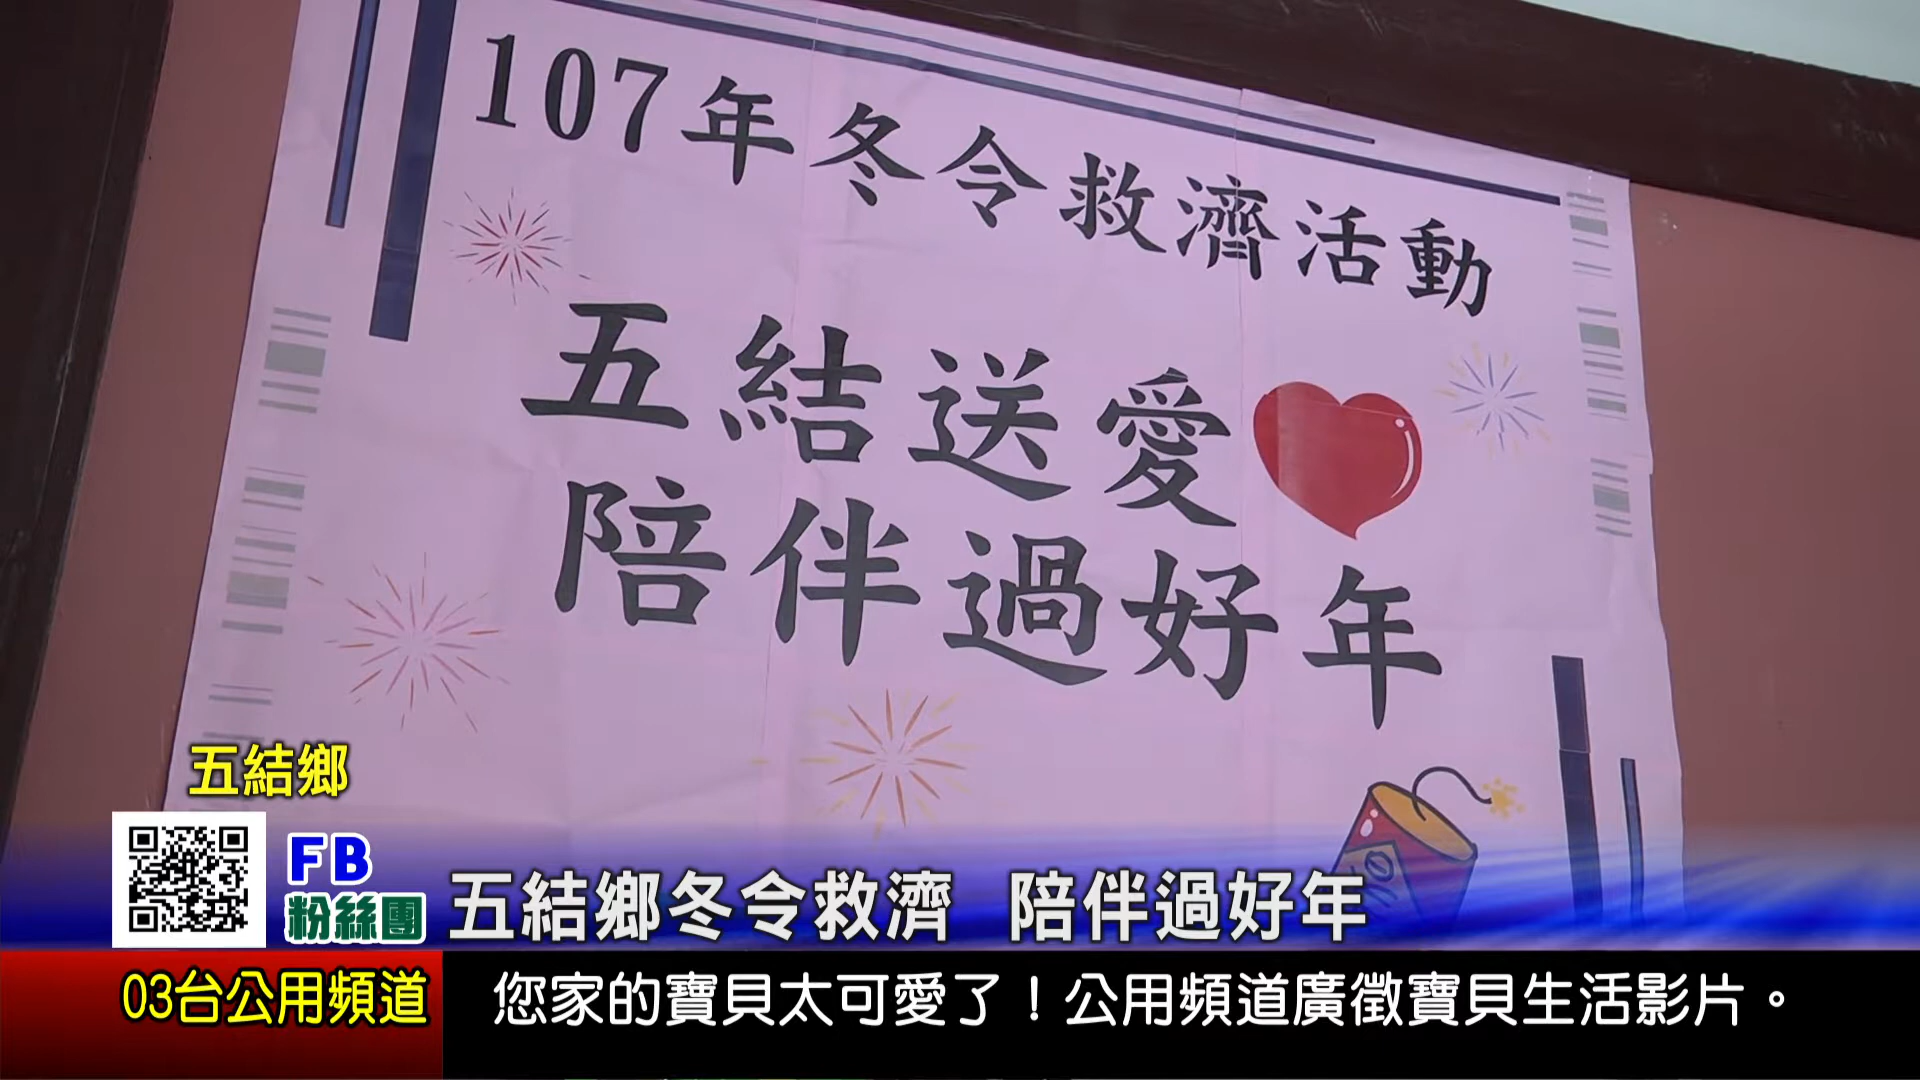 107年冬令救濟活動
五結送愛
陪伴過好年
五結鄉
FB
粉絲團
五結鄉冬令救濟 陪伴過好年
03台公用頻道
您家的寶貝太可愛了！公用頻道廣徵寶貝生活影片。